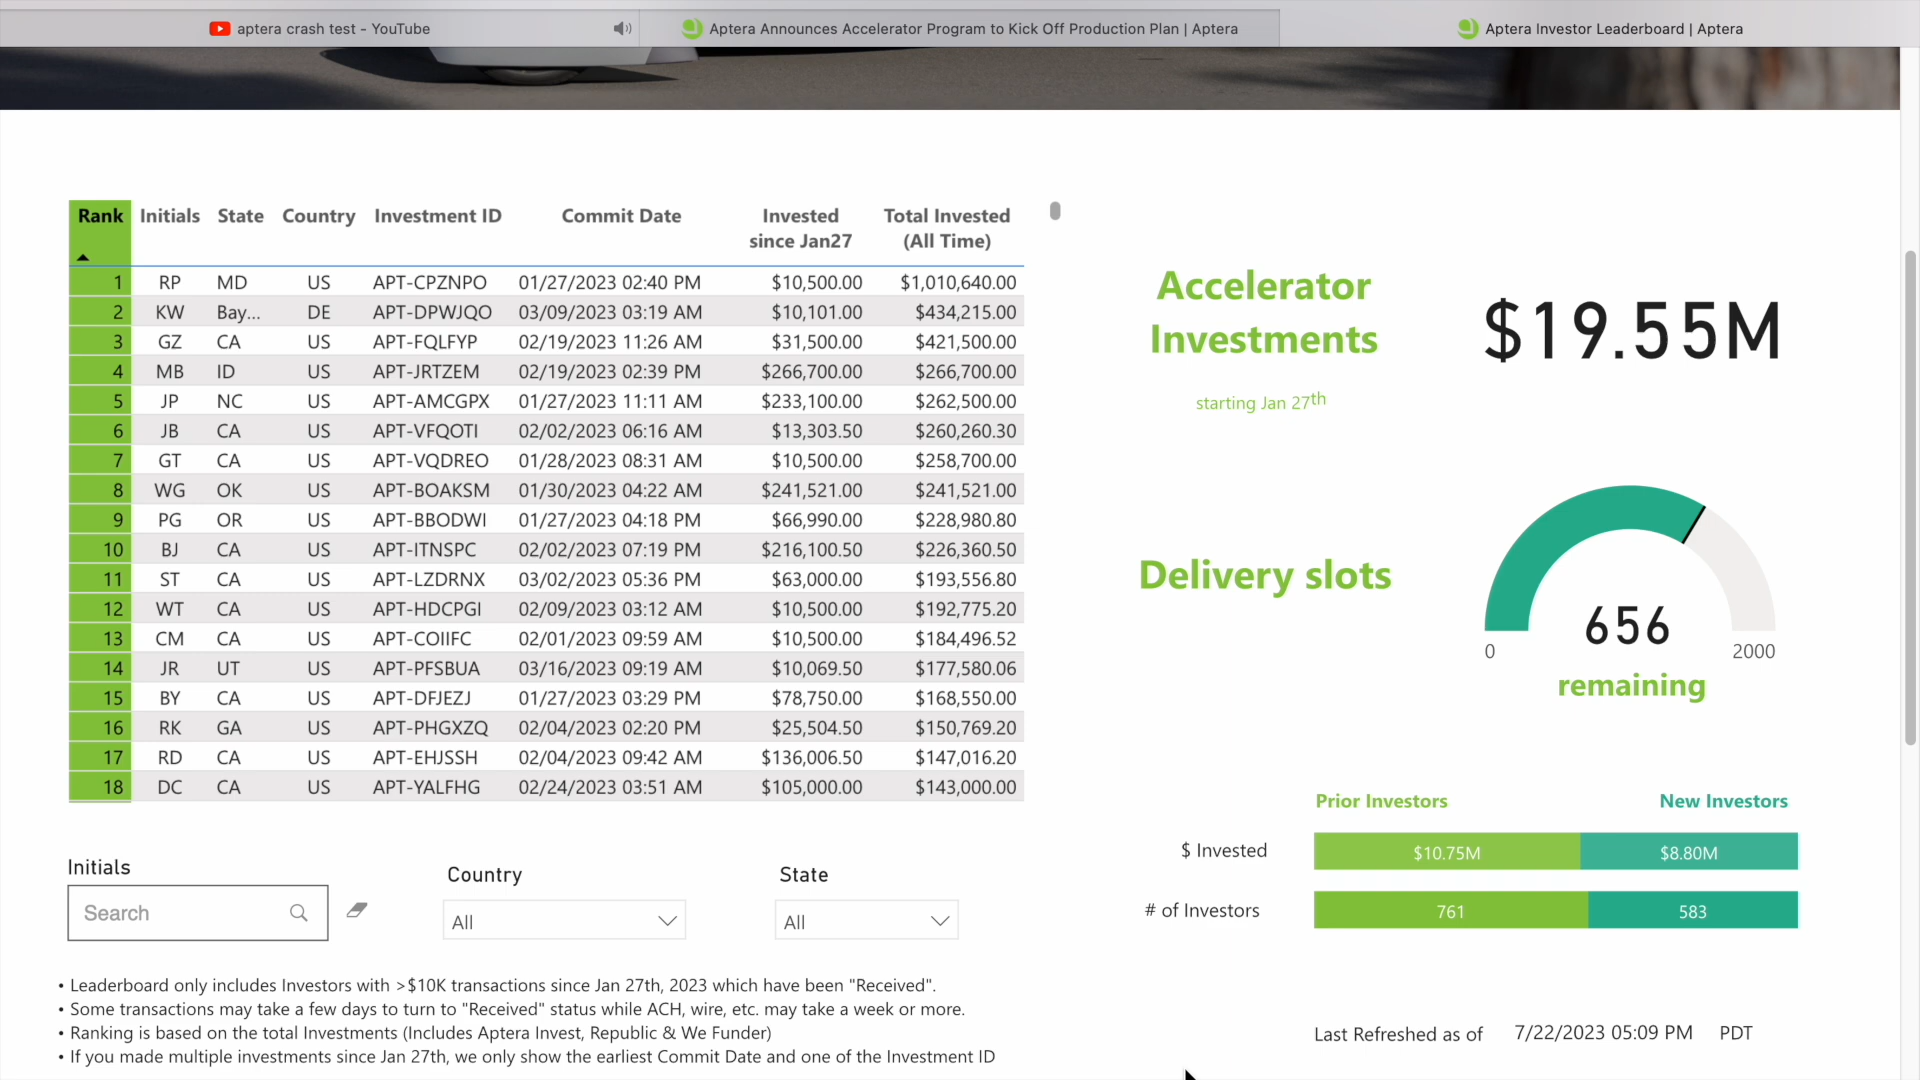 aptera crash test - YouTube
Aptera Announces Accelerator Program to Kick Off Production Plan | Aptera
Aptera Investor Leaderboard | Aptera
Rank Initials State Country Investment ID Commit Date Invested since Jan27 Total Invested (All Time)
1 RP MD US APT-CPZNPO 01/27/2023 02:40 PM $10,500.00 $1,010,640.00
2 KW Bay... DE APT-DPWJQO 03/09/2023 03:19 AM $10,101.00 $434,215.00
3 GZ CA US APT-FQLFYP 02/19/2023 11:26 AM $31,500.00 $421,500.00
4 MB ID US APT-JRTZEM 02/19/2023 02:39 PM $266,700.00 $266,700.00
5 JP NC US APT-AMCGPX 01/27/2023 11:11 AM $233,100.00 $262,500.00
6 JB CA US APT-VFQOTI 02/02/2023 06:16 AM $13,303.50 $260,260.30
7 GT CA US APT-VQDREO 01/28/2023 08:31 AM $10,500.00 $258,700.00
8 WG OK US APT-BOAKSM 01/30/2023 04:22 AM $241,521.00 $241,521.00
9 PG OR US APT-BBODWI 01/27/2023 04:18 PM $66,990.00 $228,980.80
10 BJ CA US APT-ITNSPC 02/02/2023 07:19 PM $216,100.50 $226,360.50
11 ST CA US APT-LZDRNX 03/02/2023 05:36 PM $63,000.00 $193,556.80
12 WT CA US APT-HDCPGI 02/09/2023 03:12 AM $10,500.00 $192,775.20
13 CM CA US APT-COIIFC 02/01/2023 09:59 AM $10,500.00 $184,496.52
14 JR UT US APT-PFSBUA 03/16/2023 09:19 AM $10,069.50 $177,580.06
15 BY CA US APT-DFJEZJ 01/27/2023 03:29 PM $78,750.00 $168,550.00
16 RK GA US APT-PHGXZQ 02/04/2023 02:20 PM $25,504.50 $150,769.20
17 RD CA US APT-EHJSSH 02/04/2023 09:42 AM $136,006.50 $147,016.20
18 DC CA US APT-YALFHG 02/24/2023 03:51 AM $105,000.00 $143,000.00
Initials
Search
Country
All
State
All
• Leaderboard only includes Investors with >$10K transactions since Jan 27th, 2023 which have been "Received".
• Some transactions may take a few days to turn to "Received" status while ACH, wire, etc. may take a week or more.
• Ranking is based on the total Investments (Includes Aptera Invest, Republic & We Funder)
• If you made multiple investments since Jan 27th, we only show the earliest Commit Date and one of the Investment ID
Accelerator
Investments
starting Jan 27th
$19.55M
Delivery slots
656
0 2000
remaining
Prior Investors New Investors
$ Invested $10.75M $8.80M
# of Investors 761 583
Last Refreshed as of 7/22/2023 05:09 PM PDT